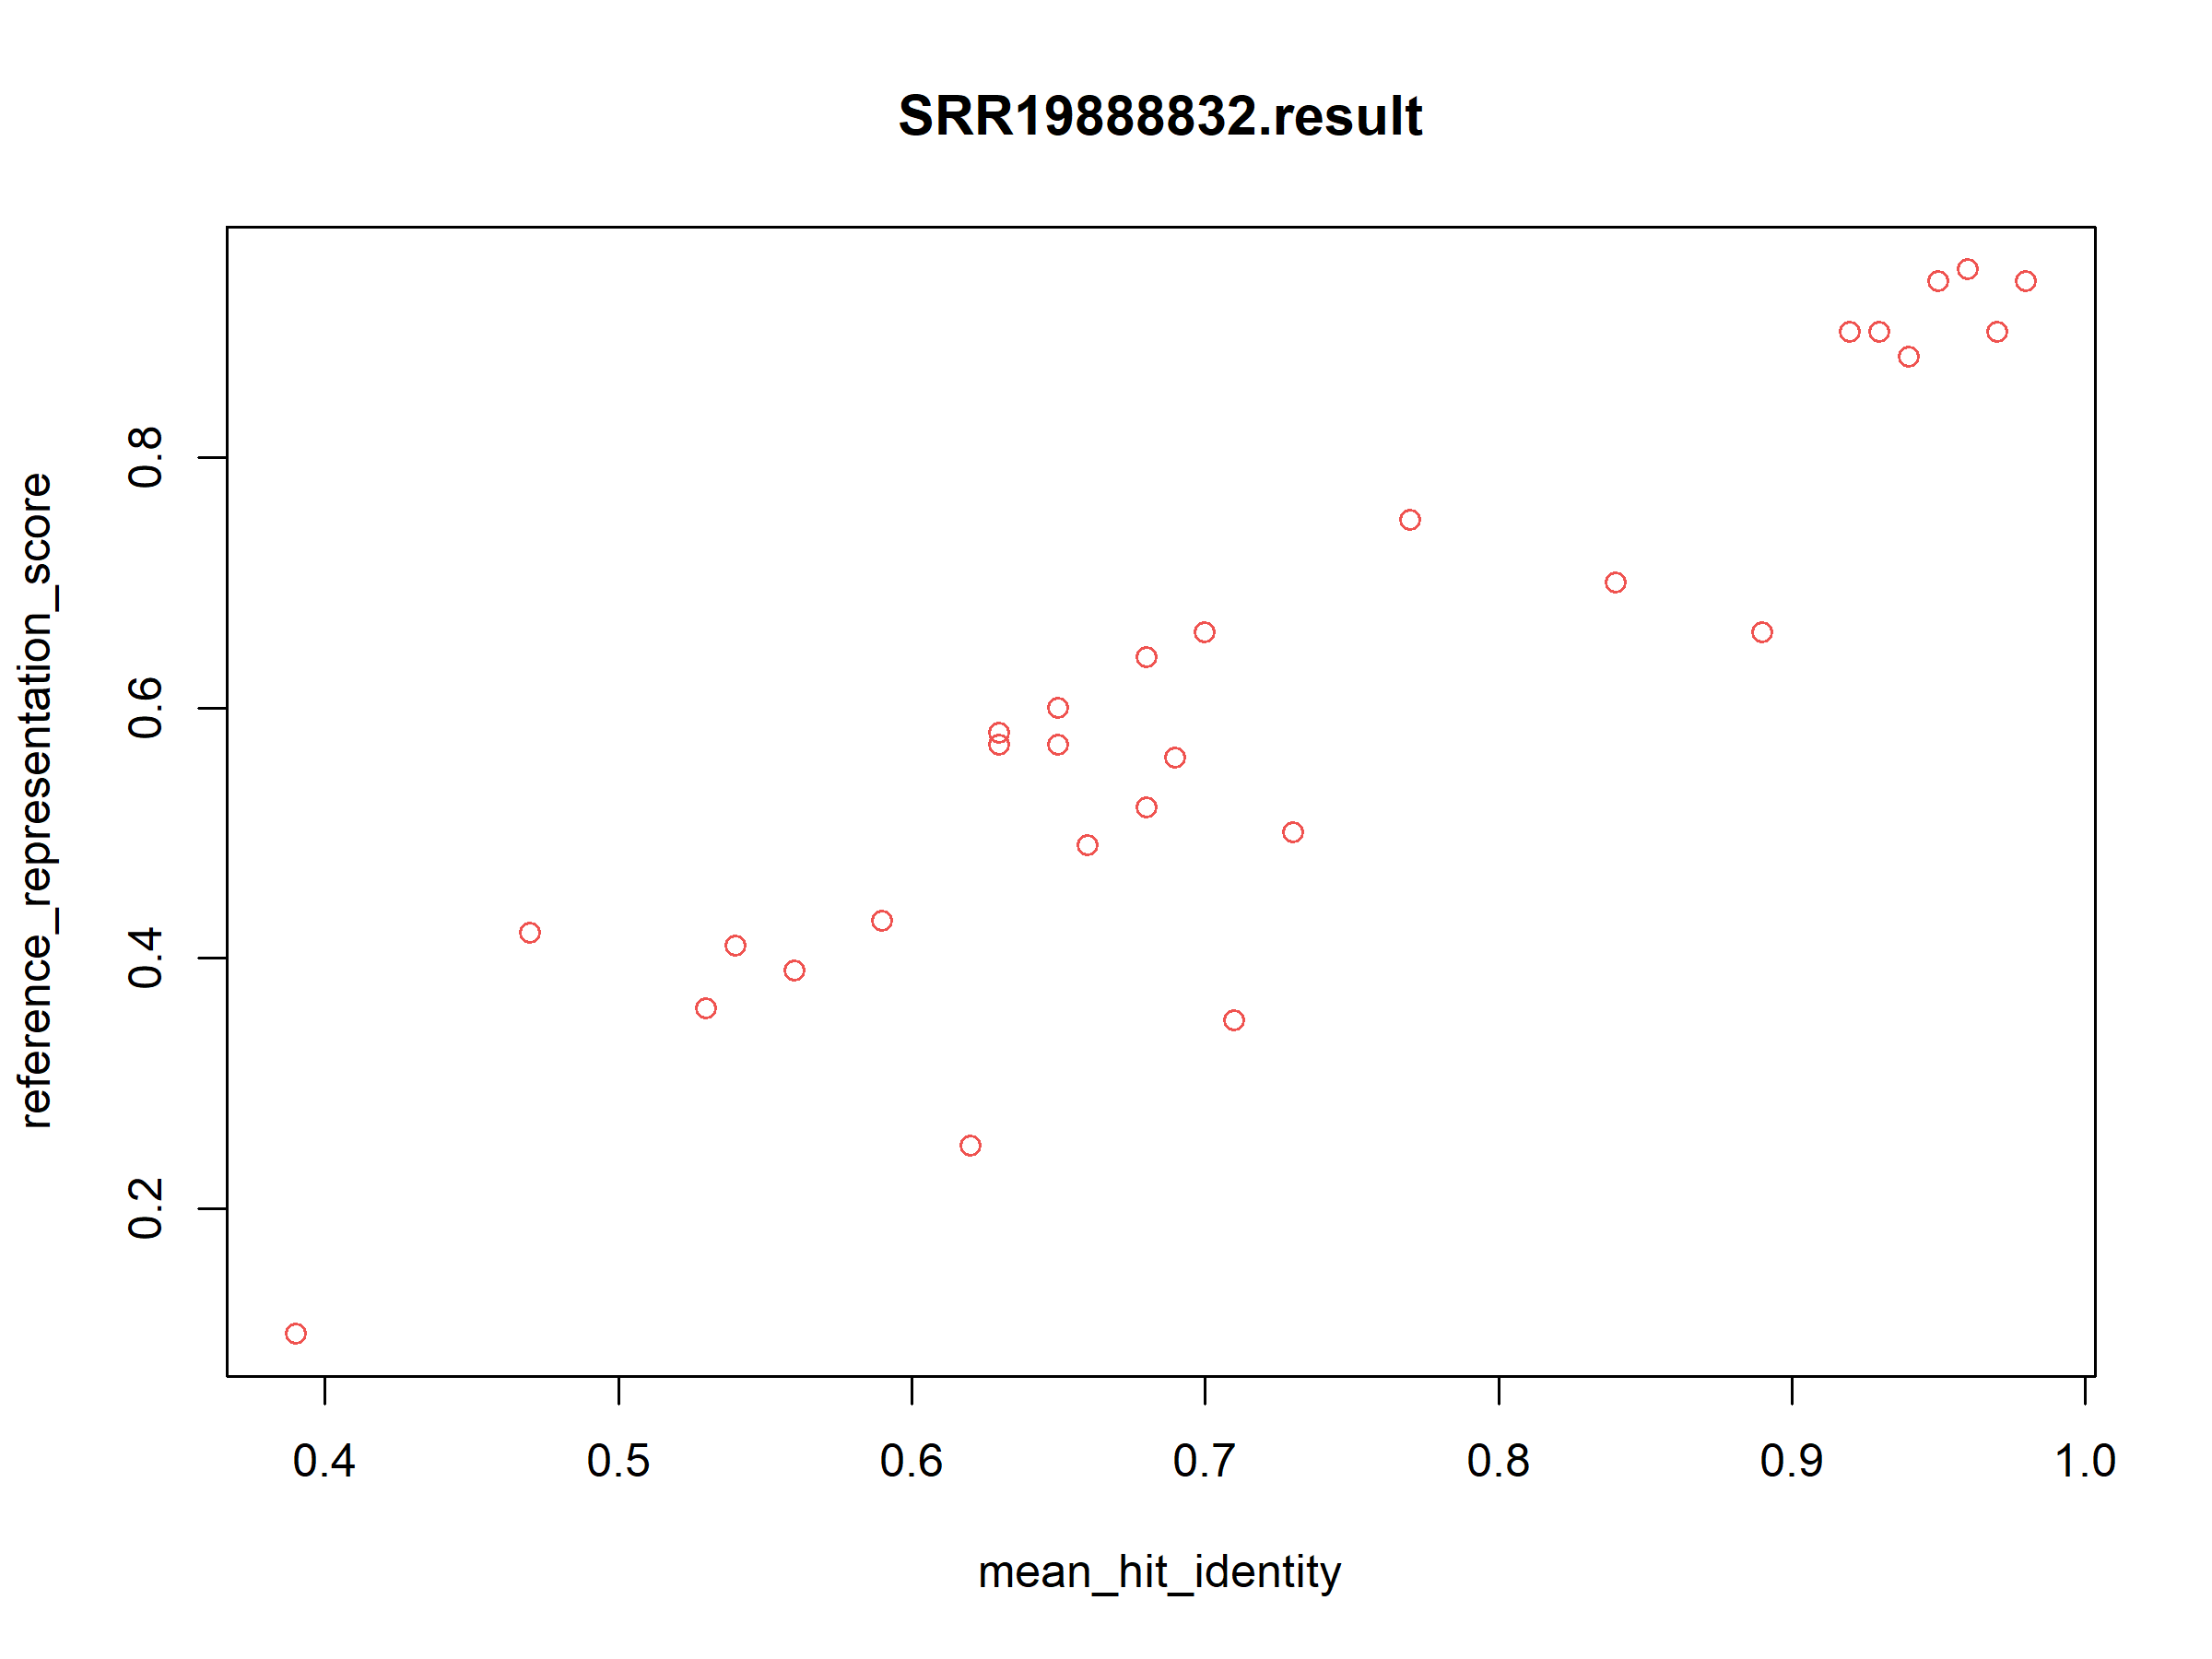 SRR19888832.result
reference_representation_score
0.8
0.6
0.4
0.2
0.4 0.5 0.6 0.7 0.8 0.9 1.0
mean_hit_identity